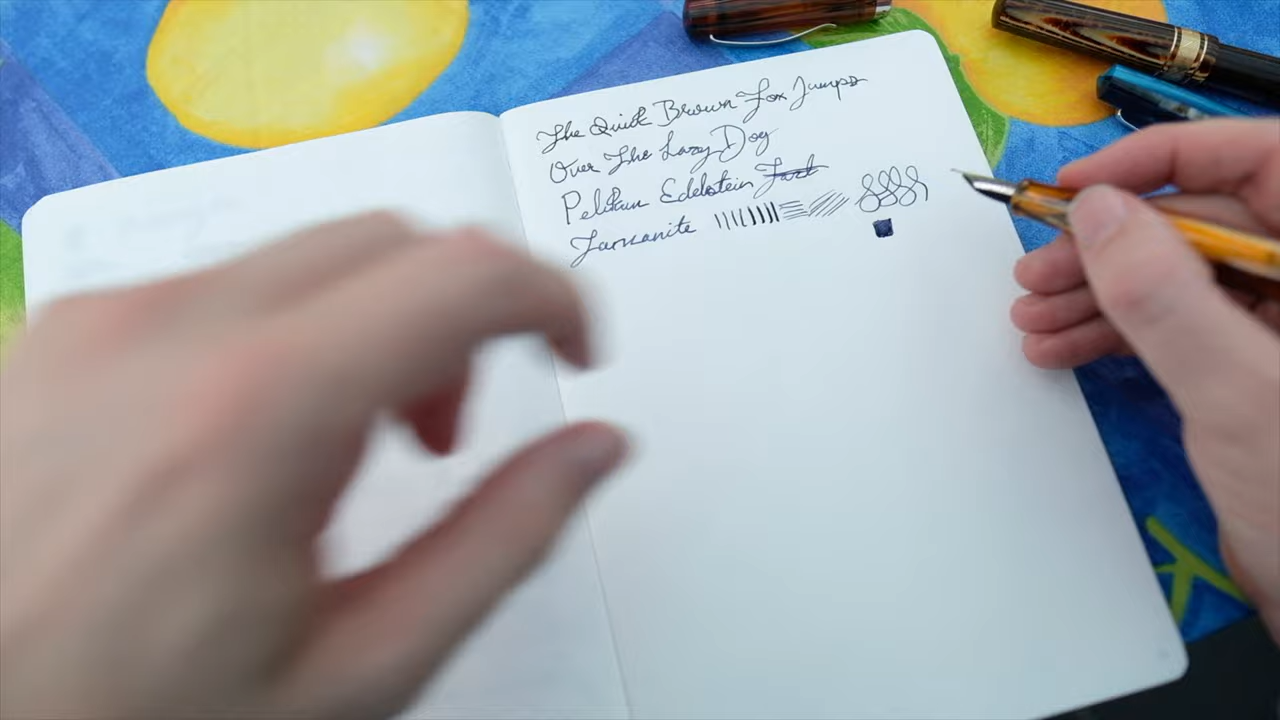 The Quick Brown Fox Jumps
Over The Lazy Dog
Pelikan Edelstein
Tanzanite